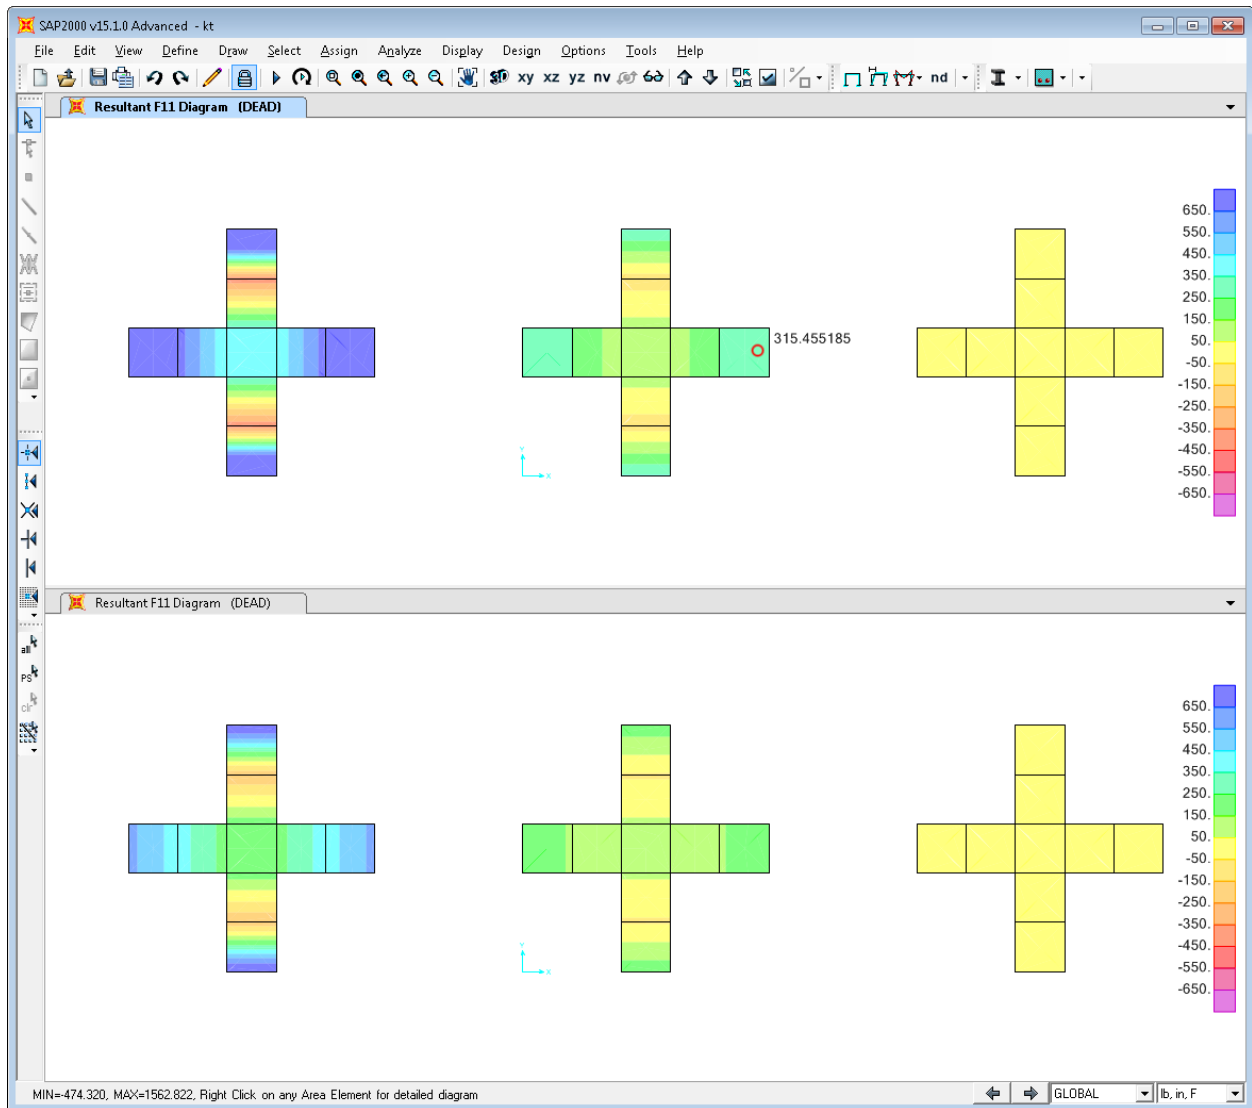 SAP2000 v15.1.0 Advanced  - kt
File Edit View Define Draw Select Assign Analyze Display Design Options Tools Help
3D xy xz yz nv nd
Resultant F11 Diagram (DEAD)
650.
550.
450.
350.
250.
150.
50.
-50.
-150.
-250.
-350.
-450.
-550.
-650.
315.455185
Y
X
all
PS
clr
Resultant F11 Diagram (DEAD)
650.
550.
450.
350.
250.
150.
50.
-50.
-150.
-250.
-350.
-450.
-550.
-650.
Y
X
MIN=-474.320, MAX=1562.822, Right Click on any Area Element for detailed diagram
GLOBAL
lb, in, F